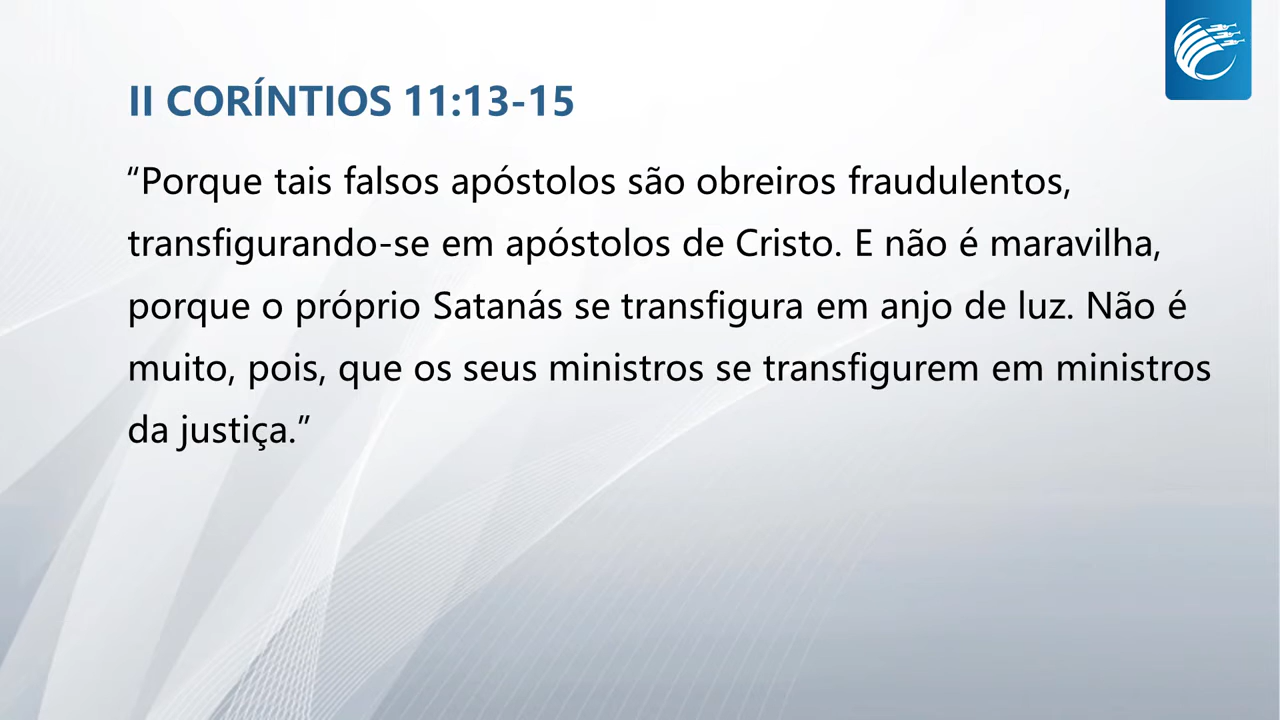 II CORÍNTIOS 11:13-15
“Porque tais falsos apóstolos são obreiros fraudulentos,
transfigurando-se em apóstolos de Cristo. E não é maravilha,
porque o próprio Satanás se transfigura em anjo de luz. Não é
muito, pois, que os seus ministros se transfigurem em ministros
da justiça.”